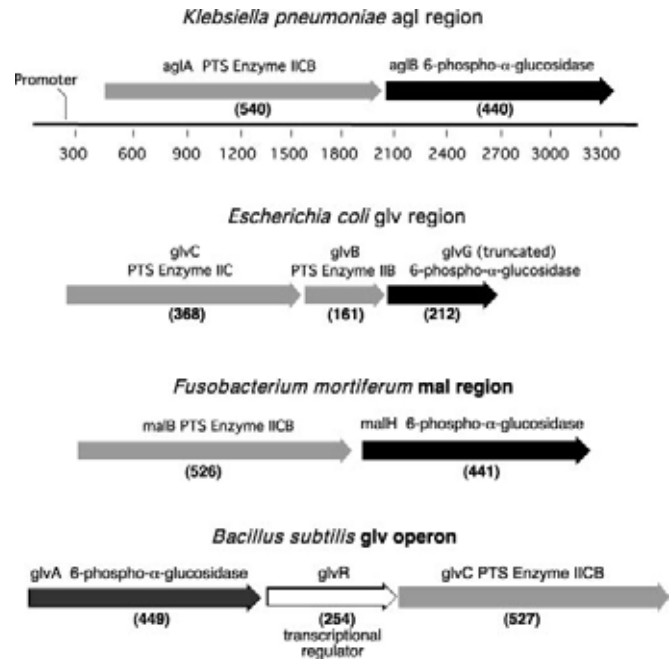 Klebsiella pneumoniae agl region
aglA PTS Enzyme IICB
aglB 6-phospho-α-glucosidase
Promoter
(540)
(440)
300 600 900 1200 1500 1800 2100 2400 2700 3000 3300
Escherichia coli glv region
glvC
PTS Enzyme IIC
glvB
PTS Enzyme IIB
glvG (truncated)
6-phospho-α-glucosidase
(368)
(161)
(212)
Fusobacterium mortiferum mal region
malB PTS Enzyme IICB
malH 6-phospho-α-glucosidase
(526)
(441)
Bacillus subtilis glv operon
glvA 6-phospho-α-glucosidase
glvR
glvC PTS Enzyme IICB
(449)
(254)
(527)
transcriptional
regulator